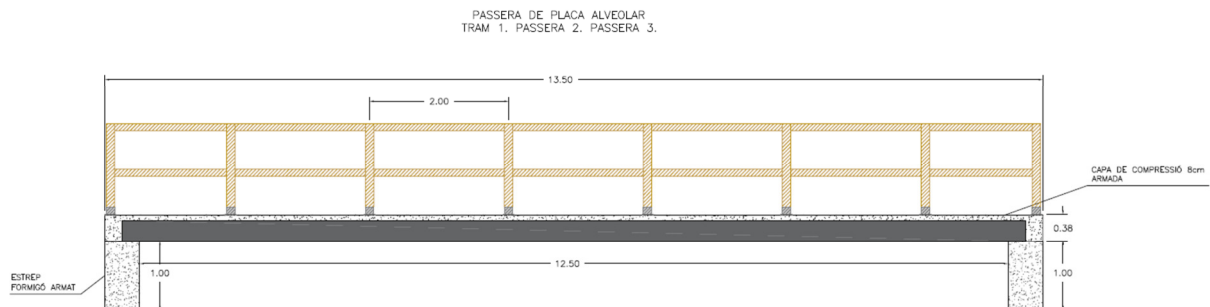 PASSERA DE PLACA ALVEOLAR
TRAM 1. PASSERA 2. PASSERA 3.
13.50
2.00
CAPA DE COMPRESSIÓ 8cm
ARMADA
0.38
12.50
1.00
1.00
ESTREP
FORMIGÓ ARMAT